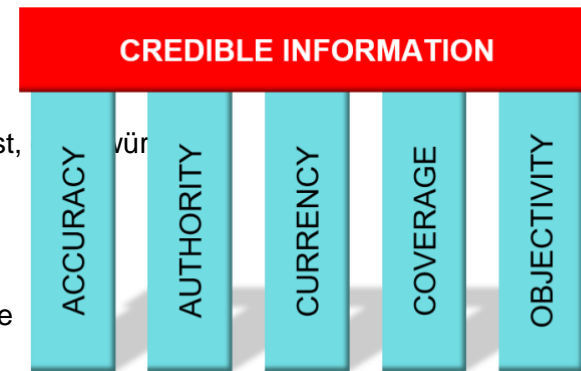 CREDIBLE INFORMATION
ACCURACY
AUTHORITY
CURRENCY
COVERAGE
OBJECTIVITY